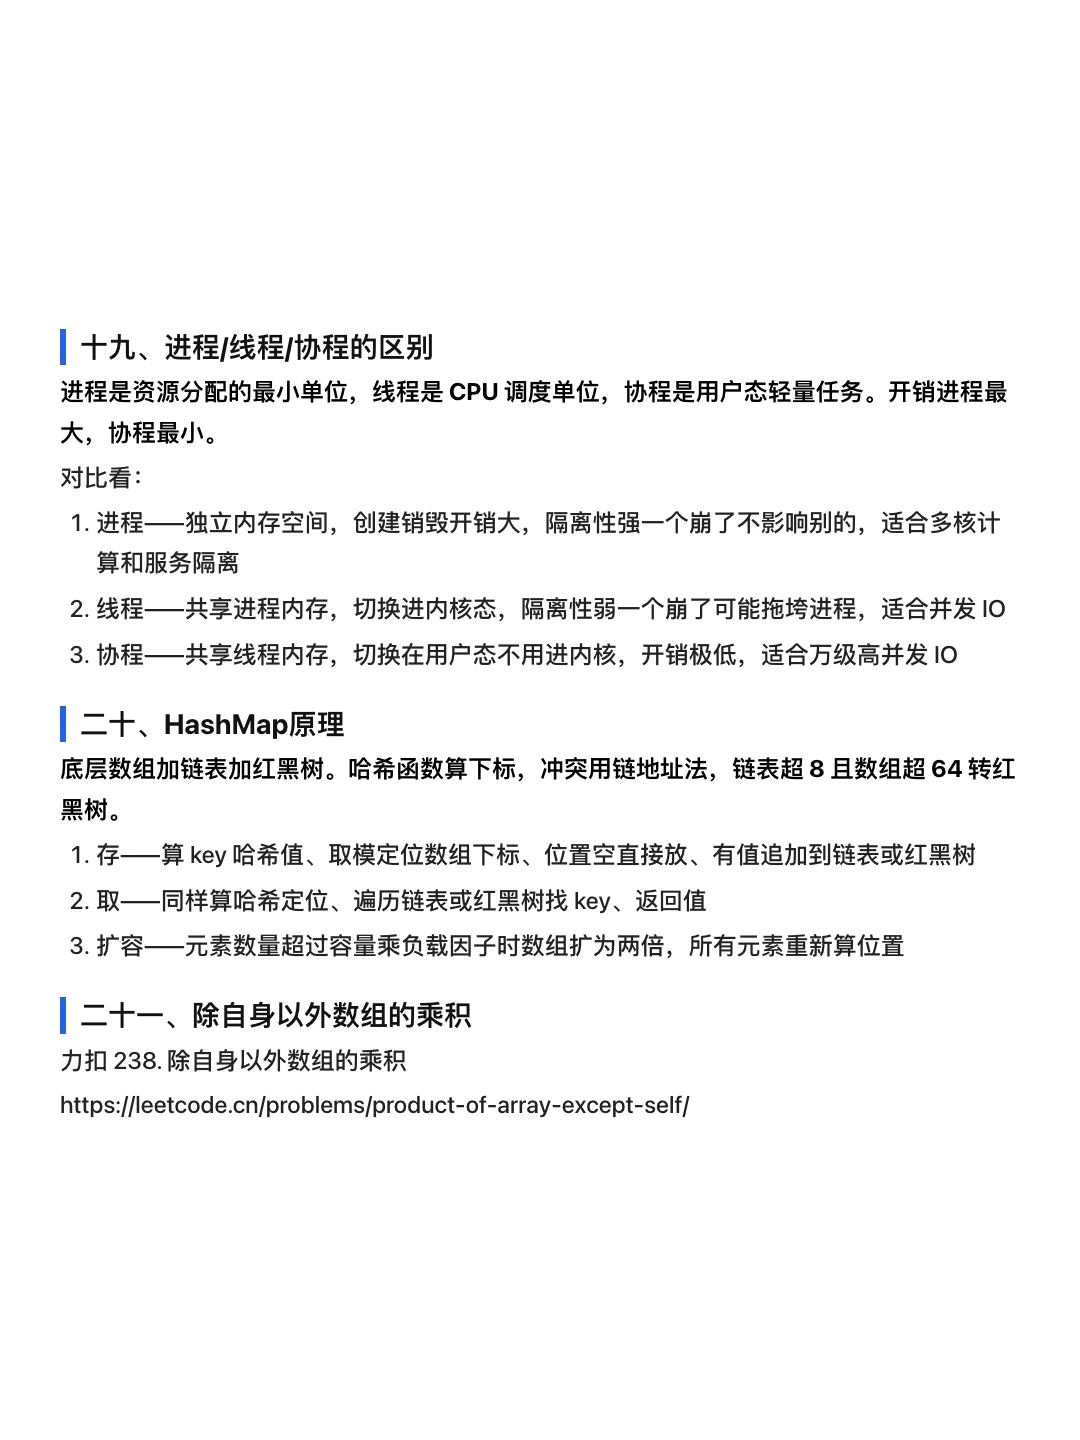 十九、进程/线程/协程的区别
进程是资源分配的最小单位，线程是 CPU 调度单位，协程是用户态轻量任务。开销进程最
大，协程最小。
对比看：
1. 进程——独立内存空间，创建销毁开销大，隔离性强一个崩了不影响别的，适合多核计
算和服务隔离
2. 线程——共享进程内存，切换进内核态，隔离性弱一个崩了可能拖垮进程，适合并发 IO
3. 协程——共享线程内存，切换在用户态不用进内核，开销极低，适合万级高并发 IO
二十、HashMap原理
底层数组加链表加红黑树。哈希函数算下标，冲突用链地址法，链表超 8 且数组超 64 转红
黑树。
1. 存——算 key 哈希值、取模定位数组下标、位置空直接放、有值追加到链表或红黑树
2. 取——同样算哈希定位、遍历链表或红黑树找 key、返回值
3. 扩容——元素数量超过容量乘负载因子时数组扩为两倍，所有元素重新算位置
二十一、除自身以外数组的乘积
力扣 238. 除自身以外数组的乘积
https://leetcode.cn/problems/product-of-array-except-self/